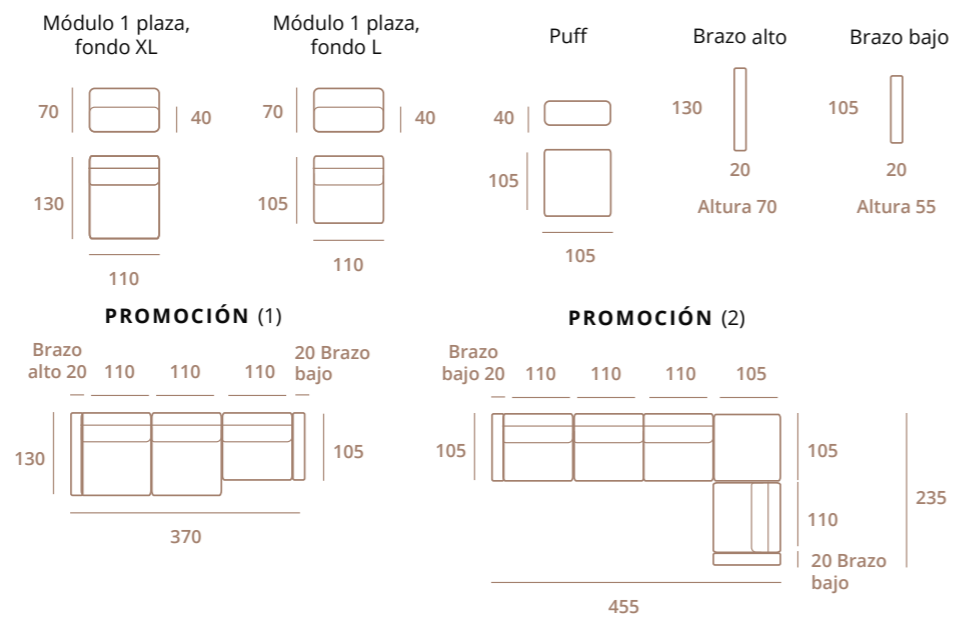 Módulo 1 plaza,
fondo XL
70
40
130
110
Módulo 1 plaza,
fondo L
70
40
105
110
Puff
40
105
105
Brazo alto
130
20
Altura 70
Brazo bajo
105
20
Altura 55
PROMOCIÓN (1)
Brazo
alto 20
110
110
110
20 Brazo
bajo
130
105
370
PROMOCIÓN (2)
Brazo
bajo 20
110
110
110
105
105
105
110
20 Brazo
bajo
235
455